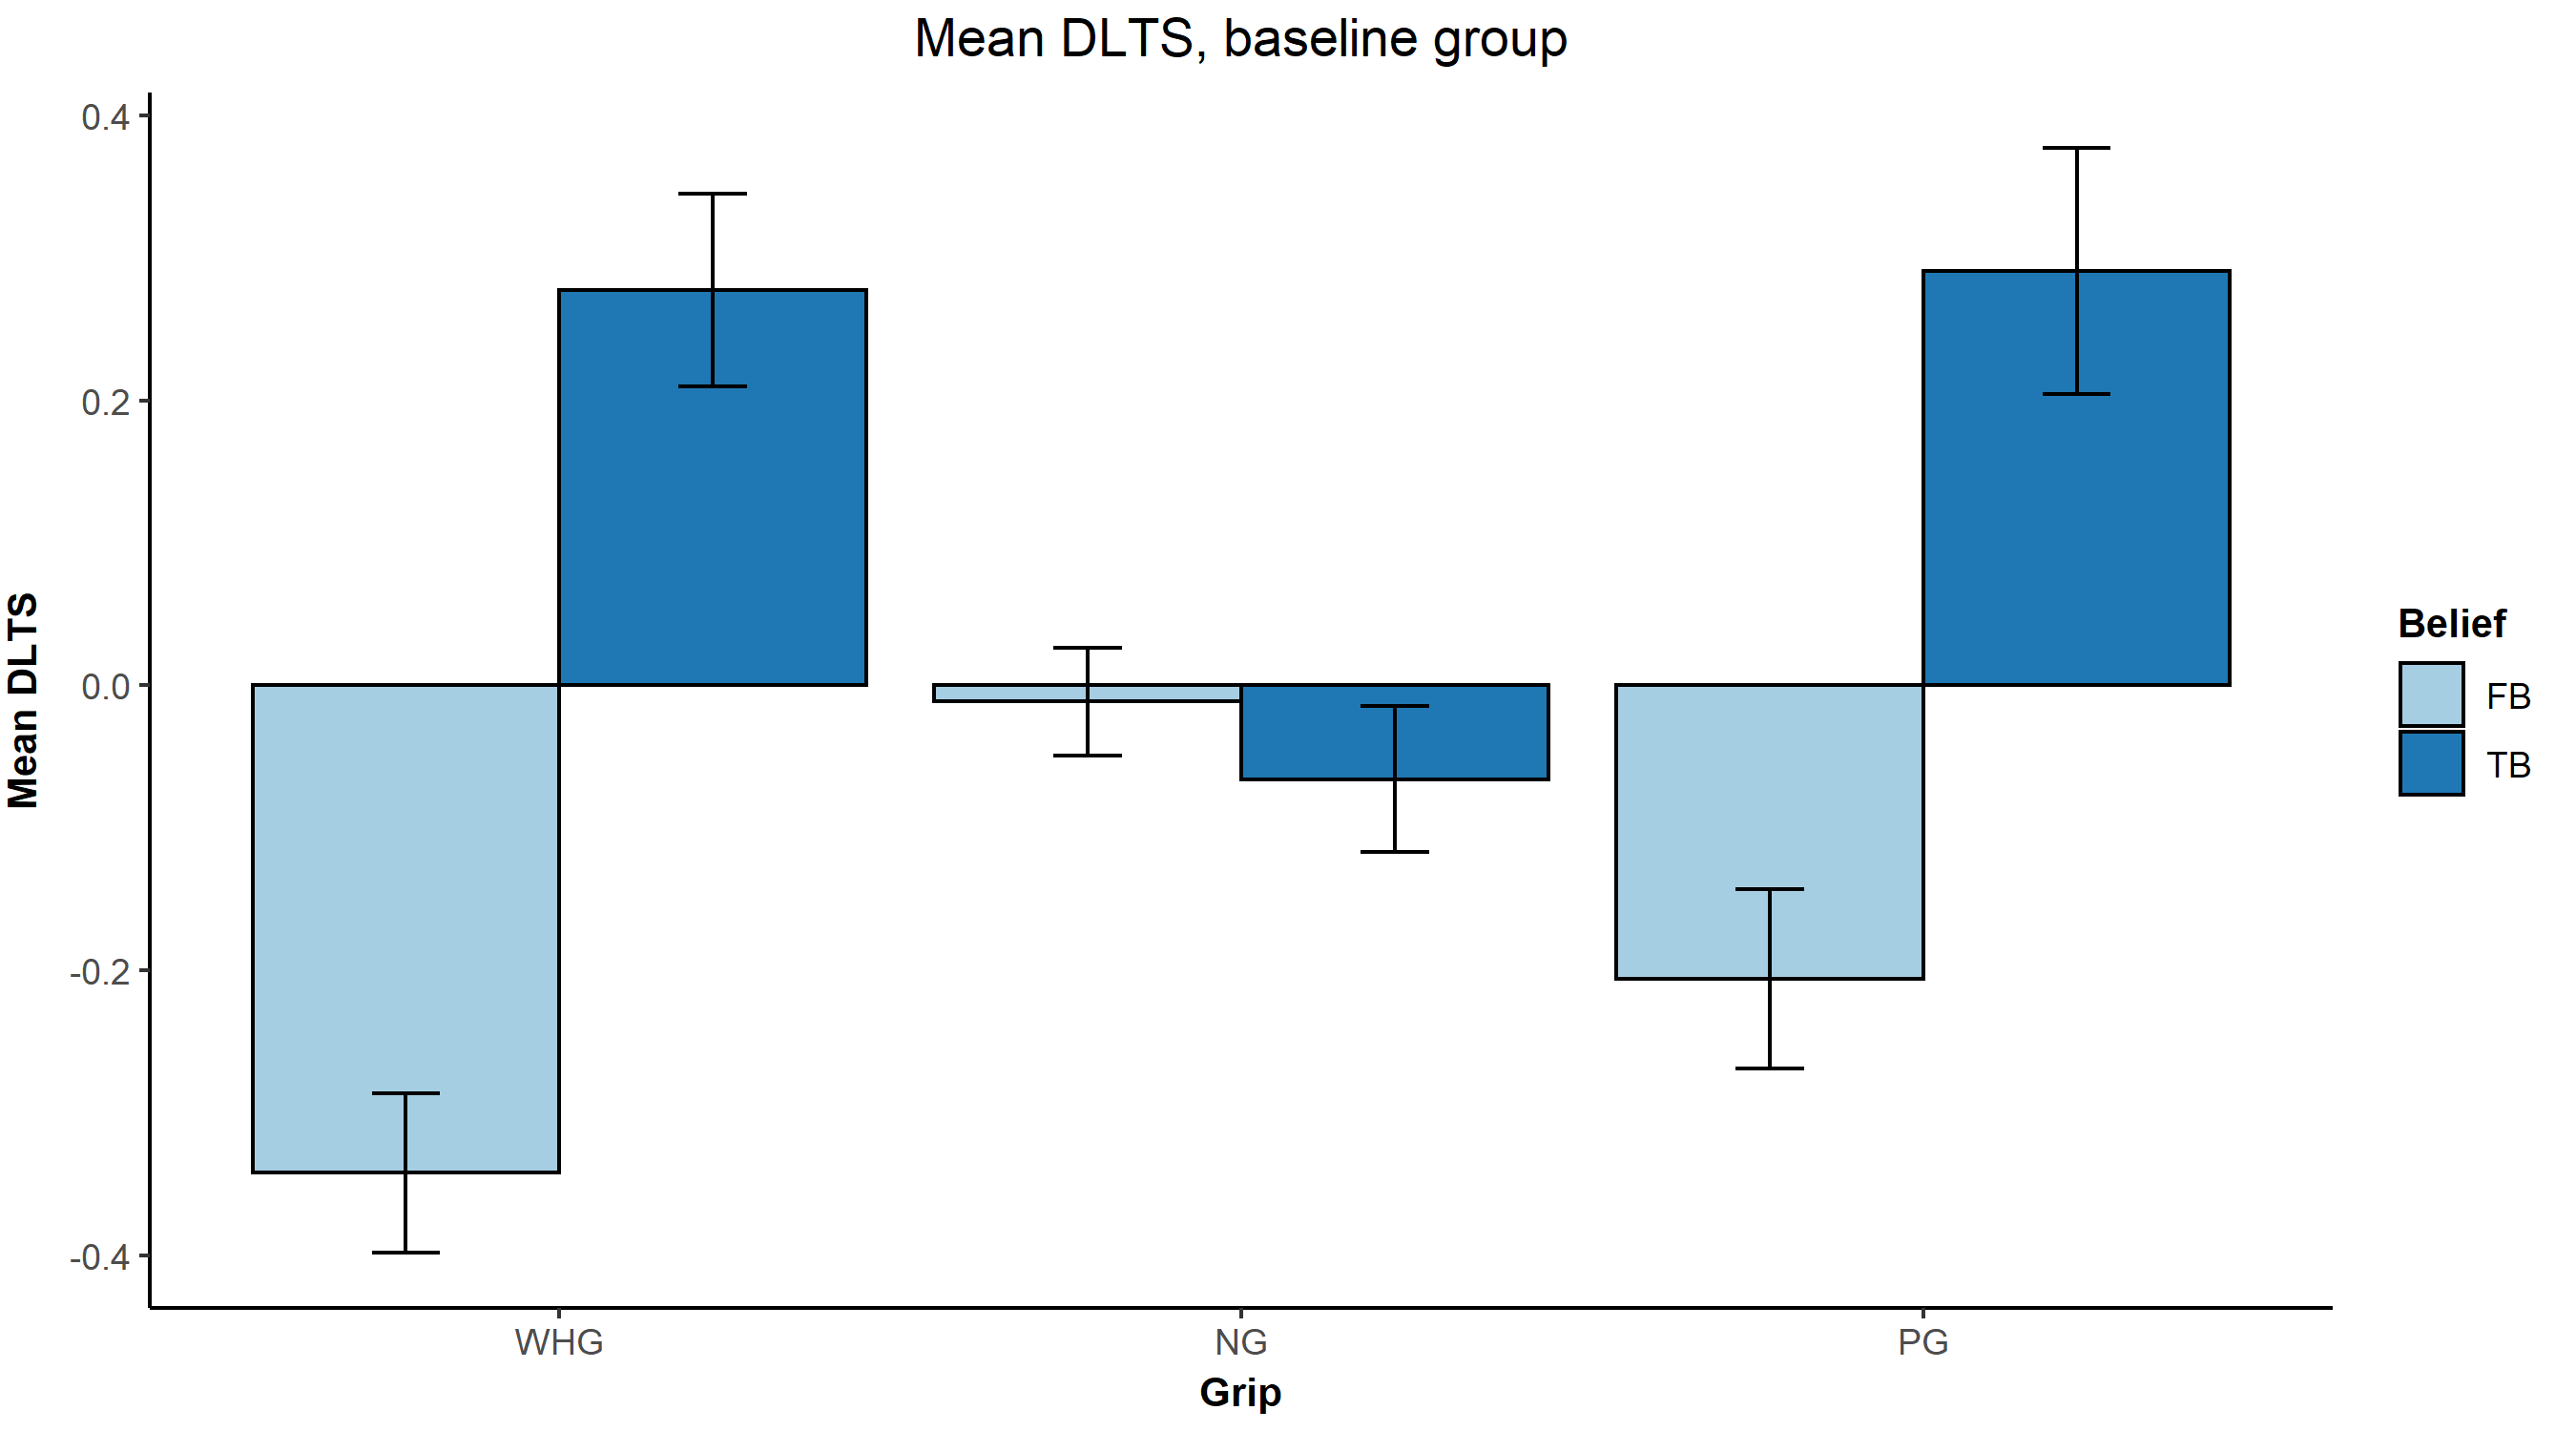 Mean DLTS, baseline group
Mean DLTS
0.4
0.2
0.0
-0.2
-0.4
WHG
NG
PG
Grip
Belief
FB
TB